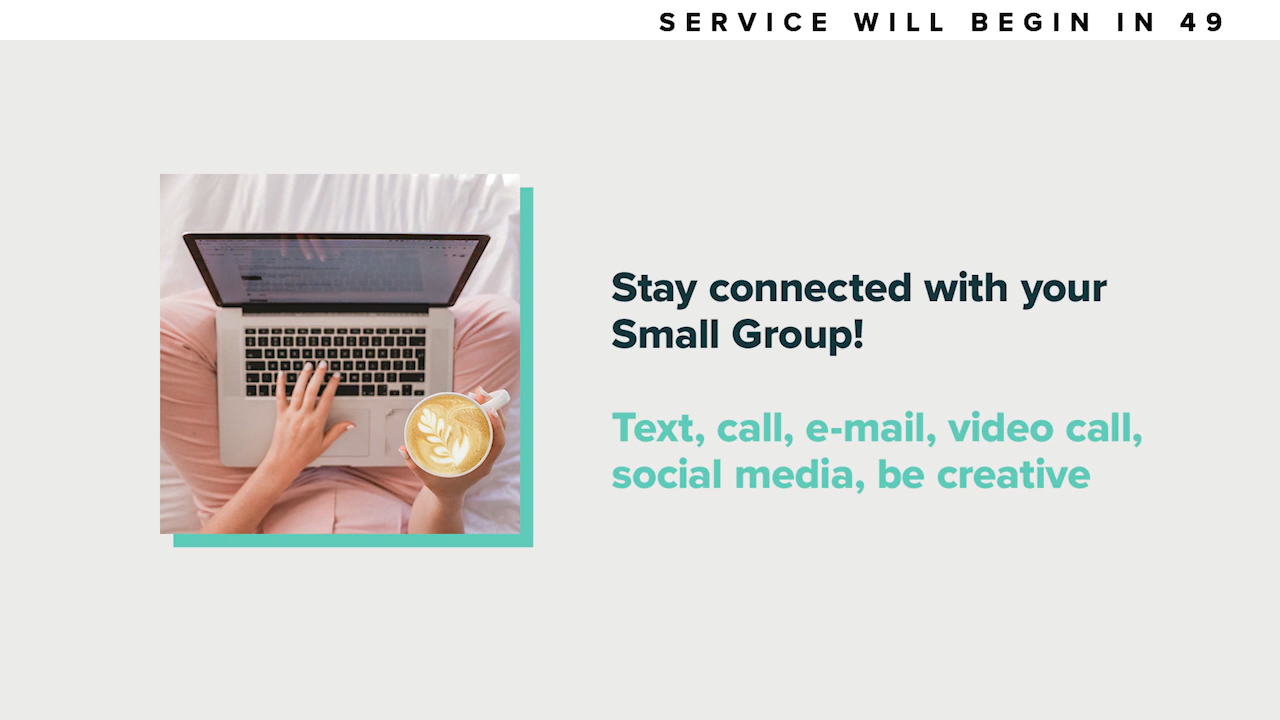 SERVICE WILL BEGIN IN 49
Stay connected with your
Small Group!
Text, call, e-mail, video call,
social media, be creative